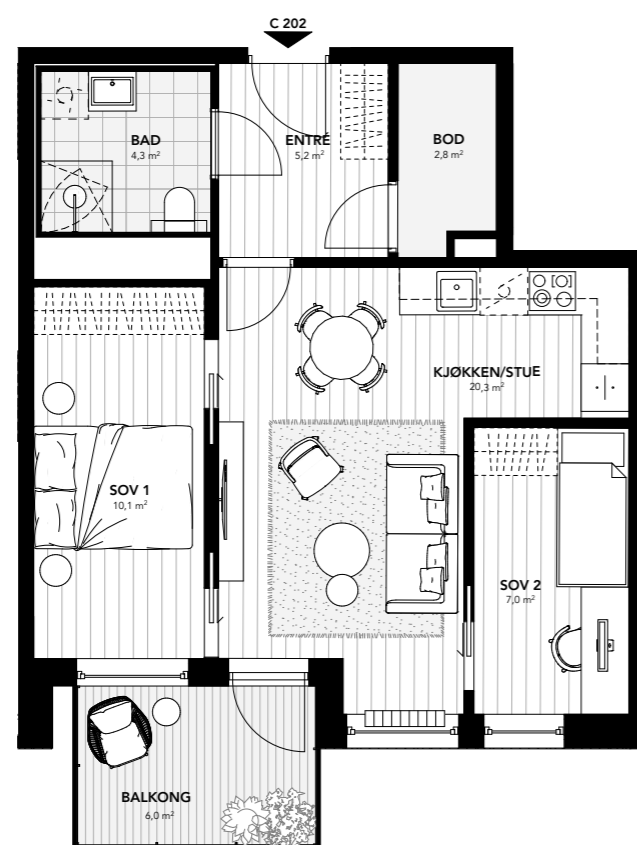 C 202
BAD
4,3 m²
ENTRÉ
5,2 m²
BOD
2,8 m²
KJØKKEN/STUE
20,3 m²
SOV 1
10,1 m²
SOV 2
7,0 m²
BALKONG
6,0 m²